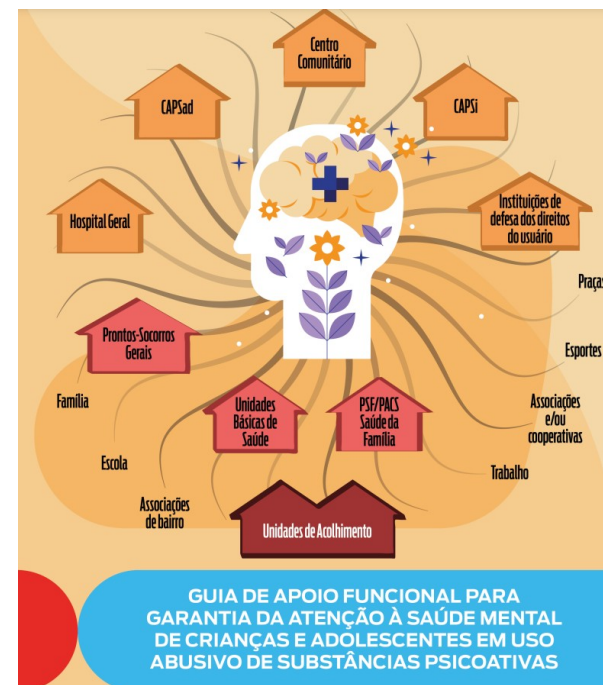 Centro
Comunitário
CAPSad
CAPSi
Hospital Geral
Instituições de
defesa dos direitos
do usuário
Praças
Prontos-Socorros
Gerais
Esportes
Família
Unidades
Básicas de
Saúde
PSF/PACS
Saúde da
Família
Associações
e/ou
cooperativas
Escola
Trabalho
Associações
de bairro
Unidades de Acolhimento
GUIA DE APOIO FUNCIONAL PARA
GARANTIA DA ATENÇÃO À SAÚDE MENTAL
DE CRIANÇAS E ADOLESCENTES EM USO
ABUSIVO DE SUBSTÂNCIAS PSICOATIVAS